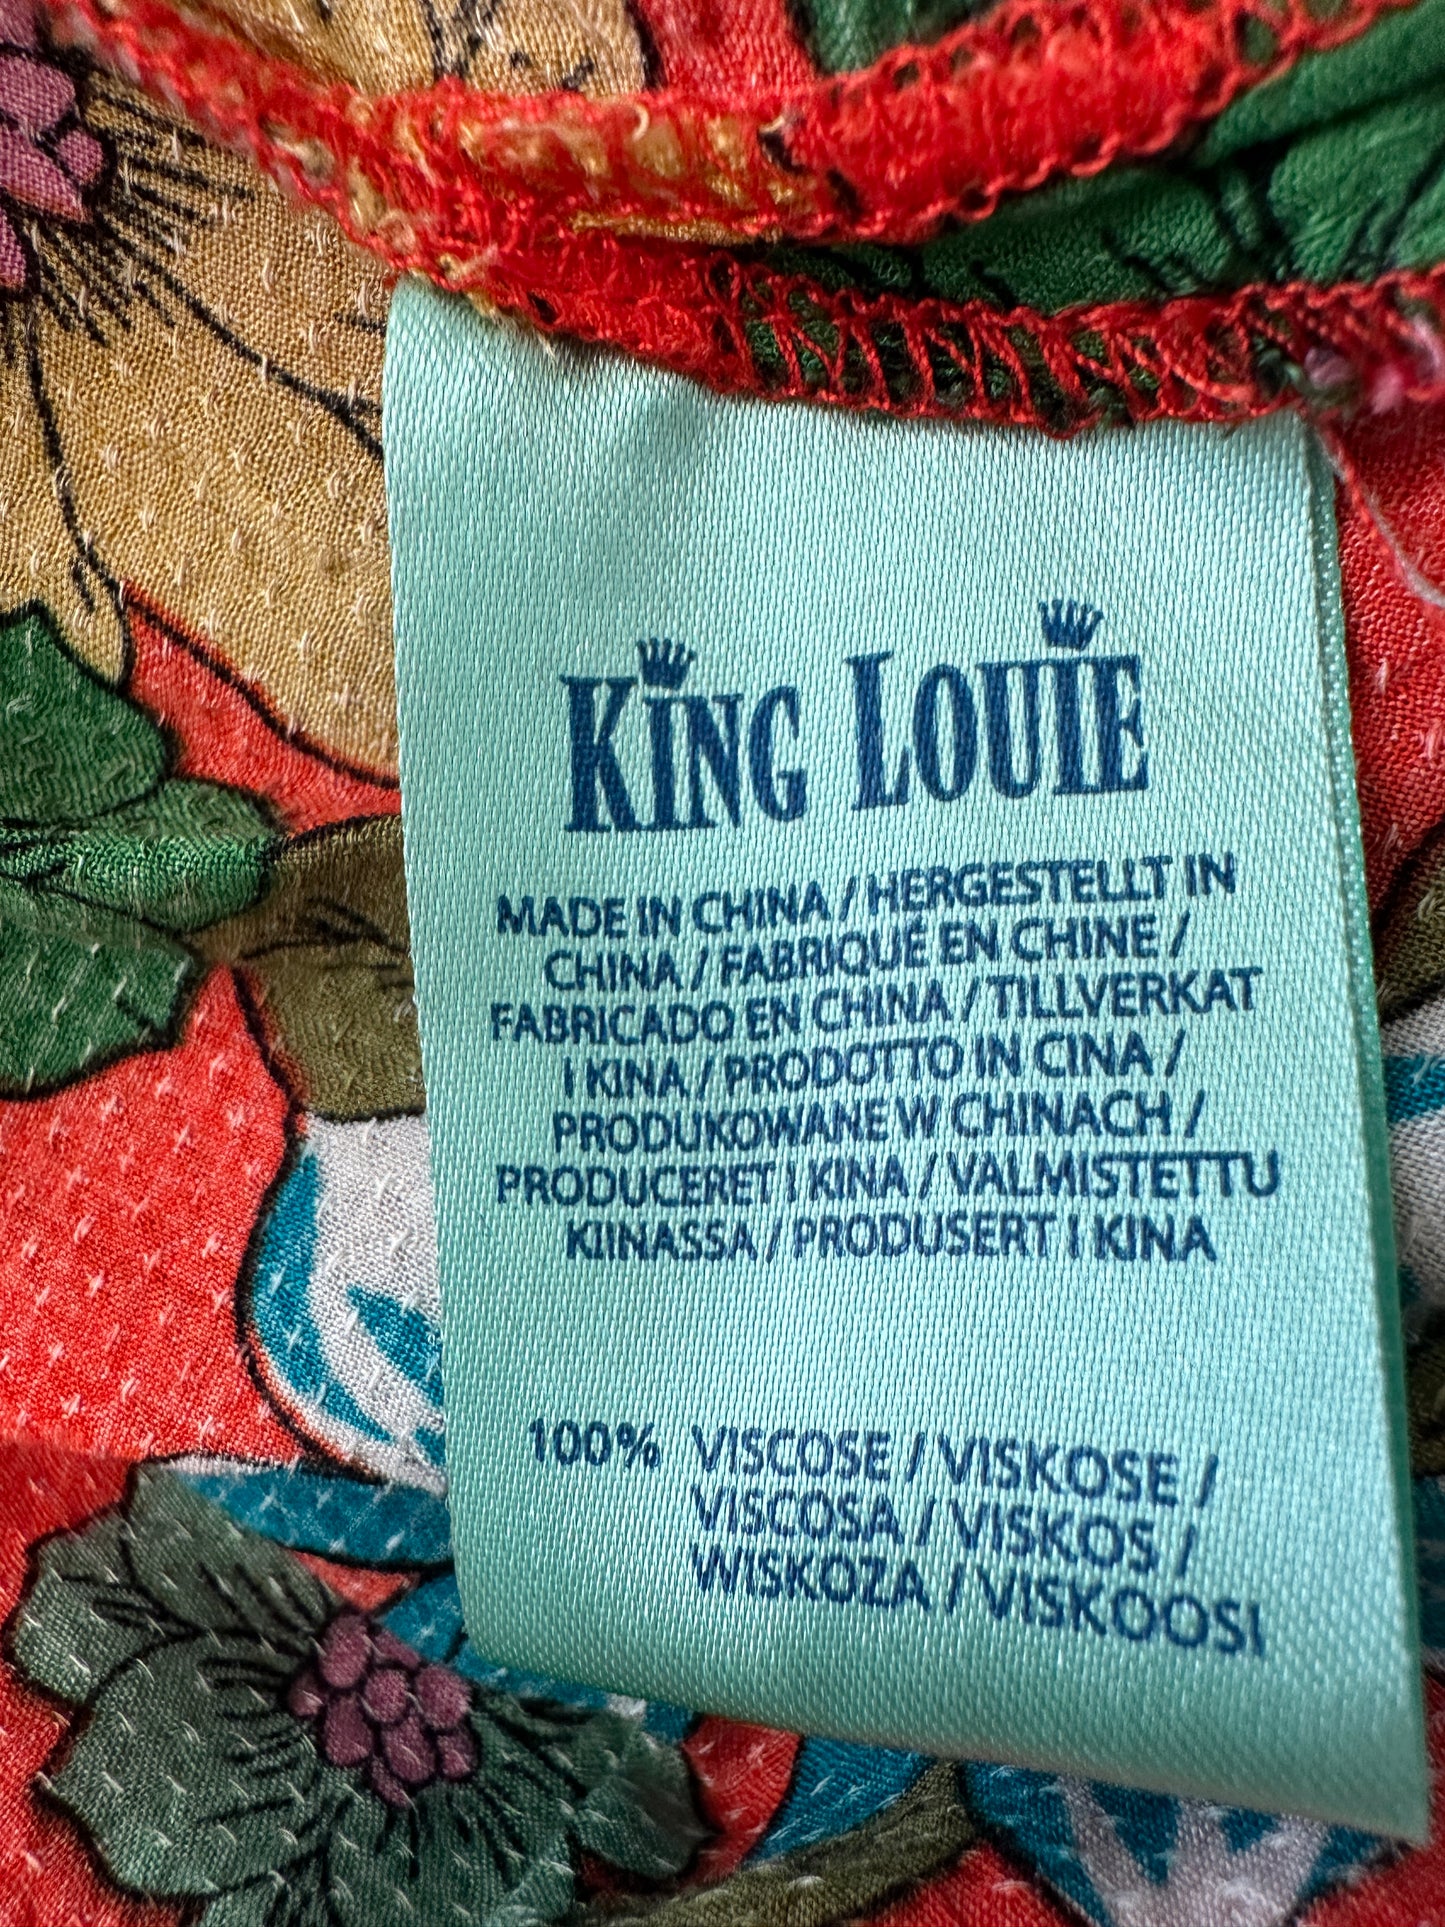 KING LOUIE
MADE IN CHINA / HERGESTELLT IN
CHINA / FABRIQUÉ EN CHINE /
FABRICADO EN CHINA / TILLVERKAT
I KINA / PRODOTTO IN CINA /
PRODUKOWANE W CHINACH /
PRODUCERET I KINA / VALMISTETTU
KIINASSA / PRODUSERT I KINA
100% VISCOSE / VISKOSE /
VISCOSA / VISKOS /
WISKOZA / VISKOOSI